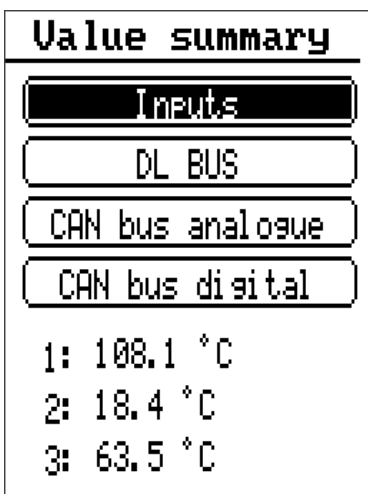 Value summary
Inputs
DL BUS
CAN bus analogue
CAN bus digital
1: 108.1 °C
2: 18.4 °C
3: 63.5 °C